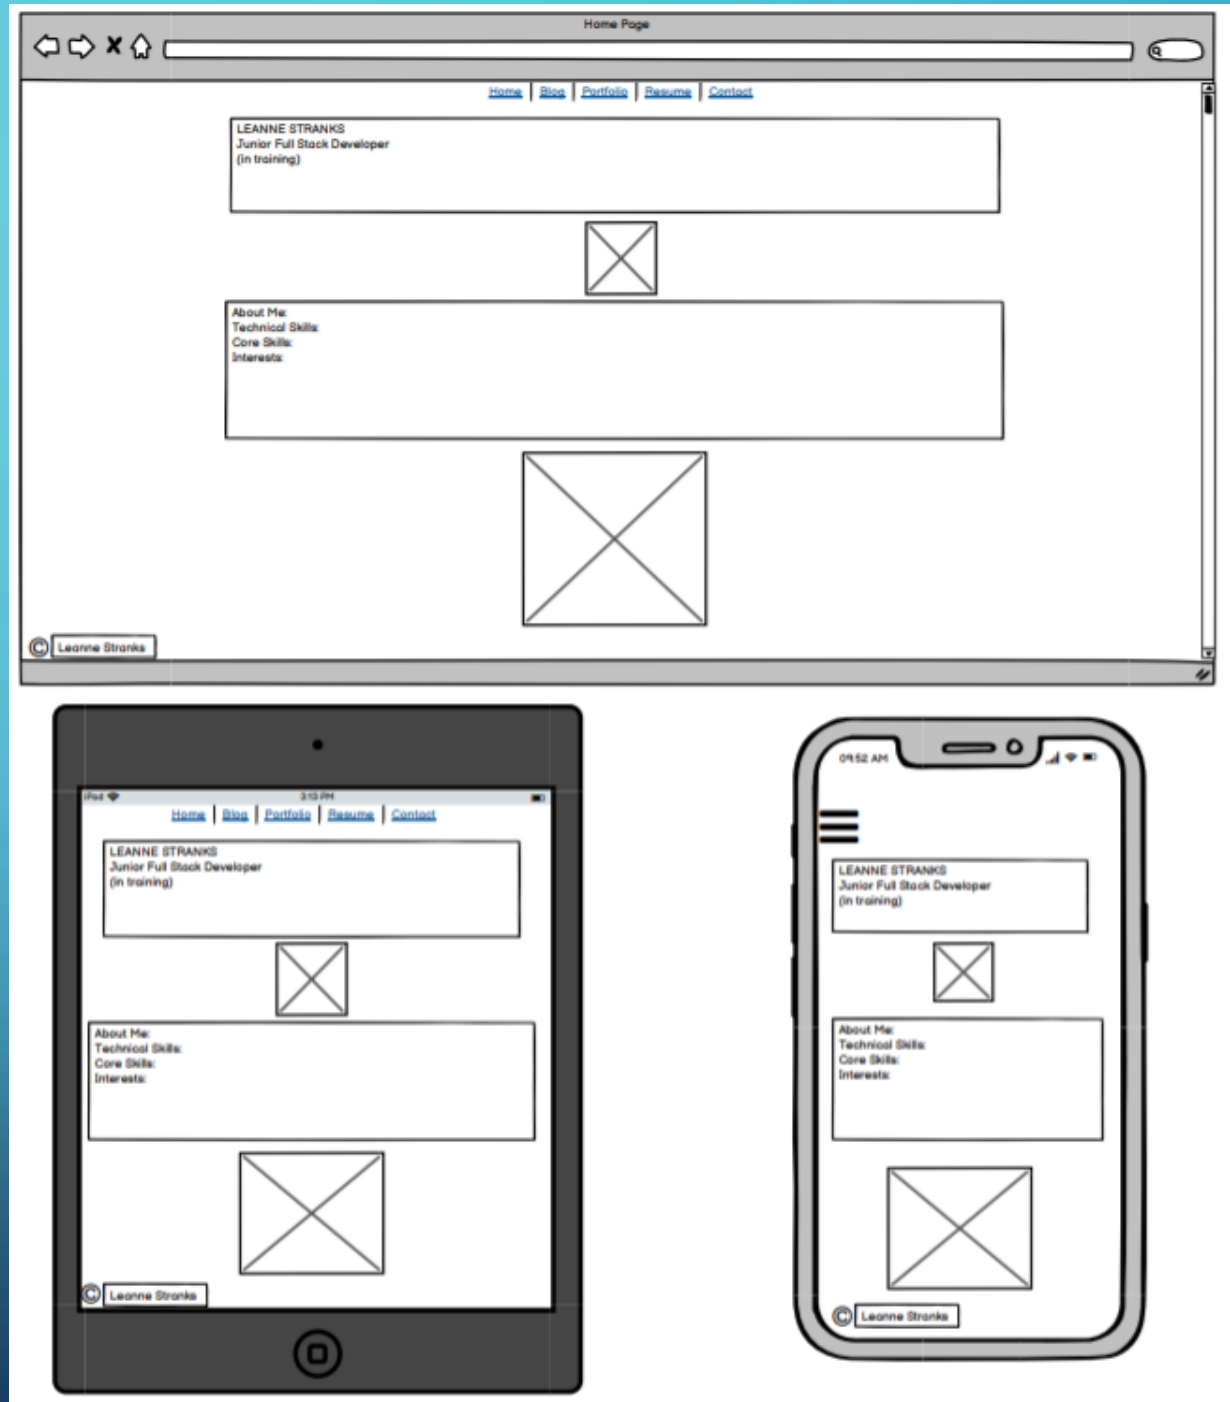 Home Page
Home | Blog | Portfolio | Resume | Contact
LEANNE STRANKS
Junior Full Stack Developer
(in training)
About Me:
Technical Skills:
Core Skills:
Interests:
© Leanne Stranks
iPad 3:13 PM
Home | Blog | Portfolio | Resume | Contact
LEANNE STRANKS
Junior Full Stack Developer
(in training)
About Me:
Technical Skills:
Core Skills:
Interests:
© Leanne Stranks
09:52 AM
LEANNE STRANKS
Junior Full Stack Developer
(in training)
About Me:
Technical Skills:
Core Skills:
Interests:
© Leanne Stranks